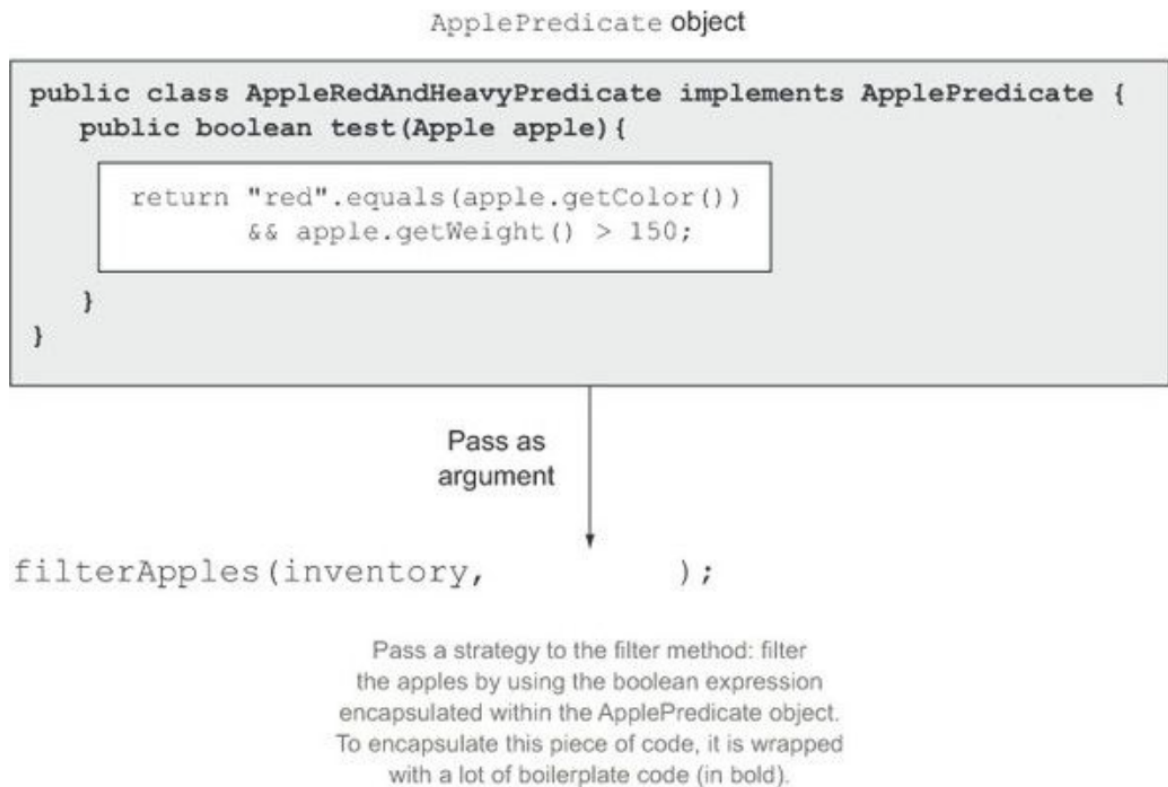 ApplePredicate object
public class AppleRedAndHeavyPredicate implements ApplePredicate {
public boolean test(Apple apple){
return "red".equals(apple.getColor())
&& apple.getWeight() > 150;
}
}
Pass as
argument
filterApples(inventory, );
Pass a strategy to the filter method: filter
the apples by using the boolean expression
encapsulated within the ApplePredicate object.
To encapsulate this piece of code, it is wrapped
with a lot of boilerplate code (in bold).